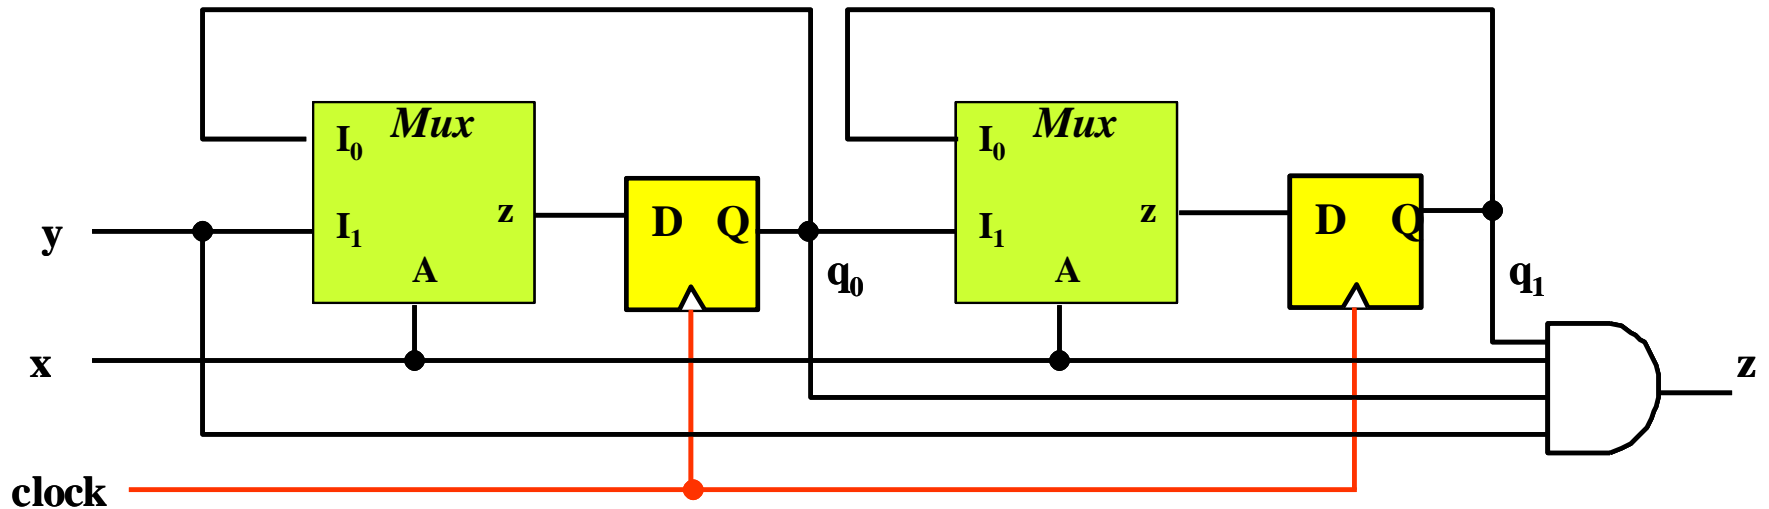 Mux
I₀
z
I₁
A
D Q
y
q₀
Mux
I₀
z
I₁
A
D Q
q₁
x
z
clock